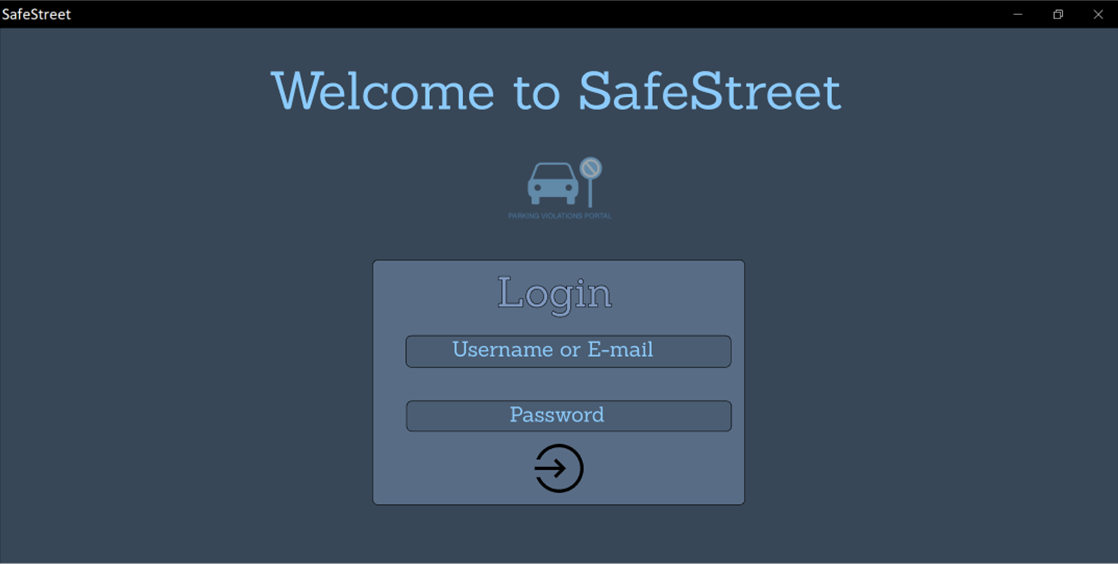 SafeStreet
Welcome to SafeStreet
PARKING VIOLATIONS PORTAL
Login
Username or E-mail
Password